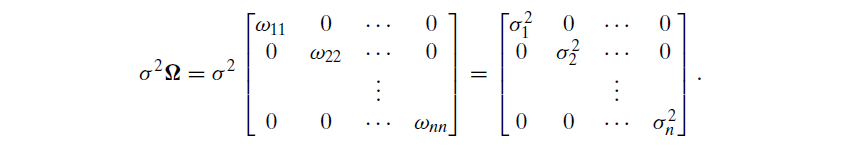 σ²Ω = σ² [ω₁₁ 0 ⋯ 0; 0 ω₂₂ ⋯ 0; ⋮; 0 0 ⋯ ωₙₙ] = [σ₁² 0 ⋯ 0; 0 σ₂² ⋯ 0; ⋮; 0 0 ⋯ σₙ²].